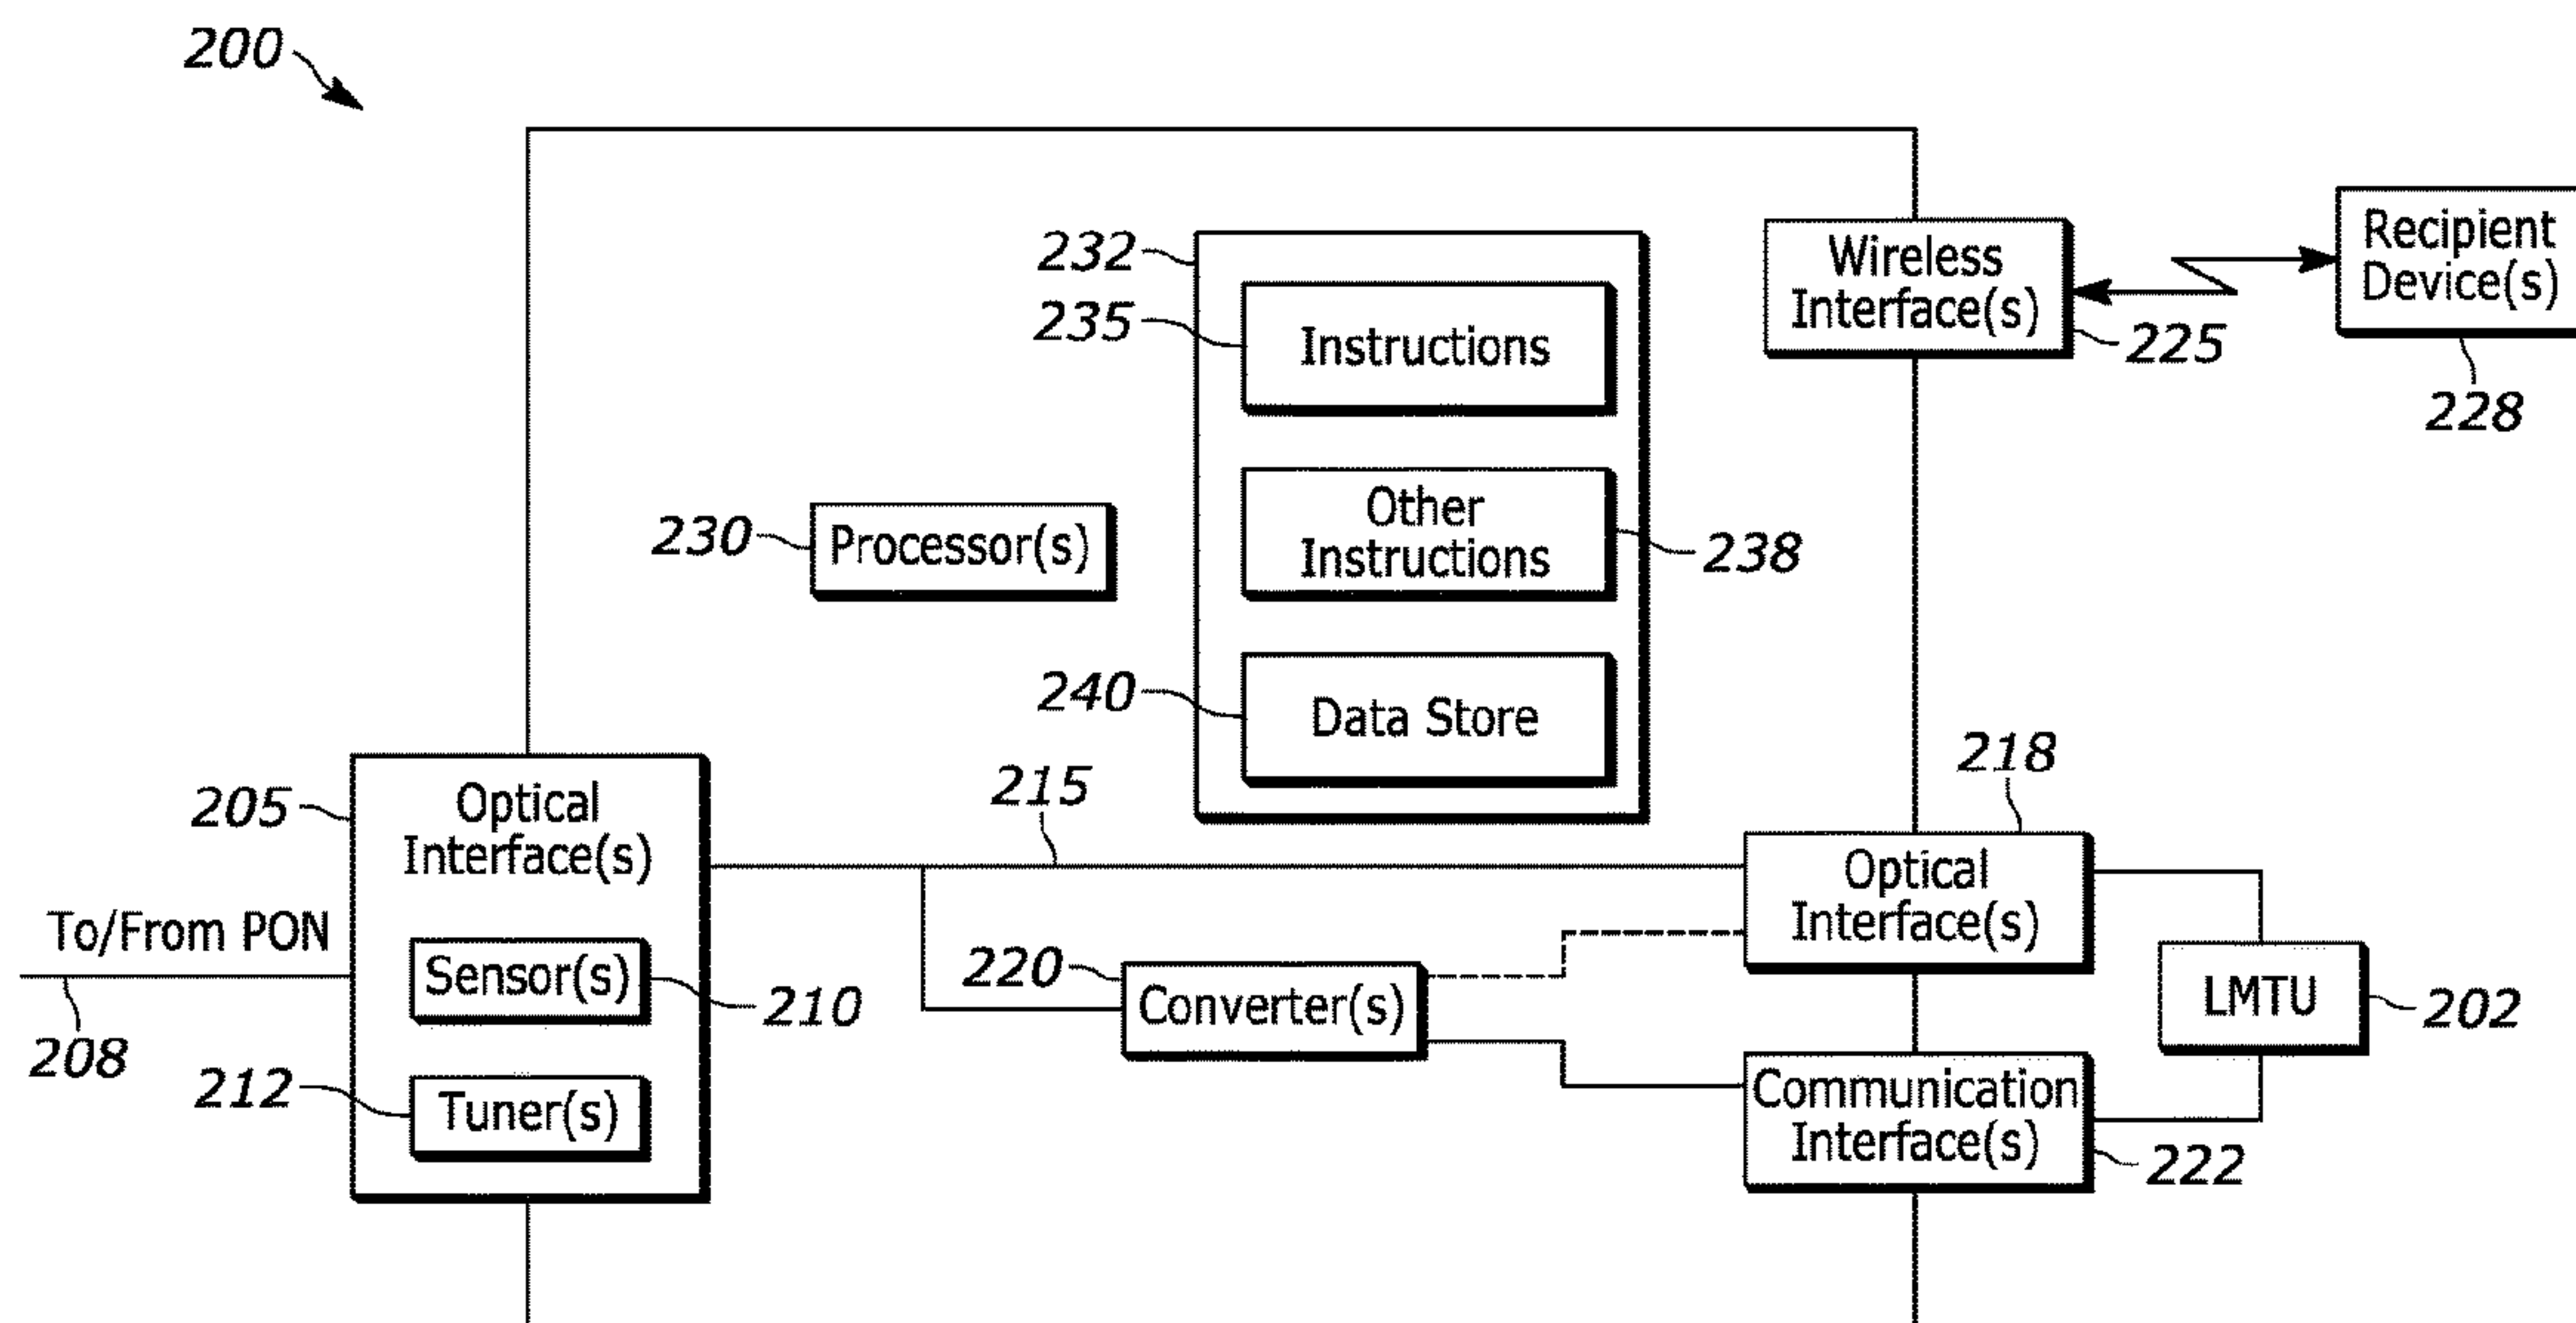 200
232
235
Instructions
Wireless
Interface(s)
225
Recipient
Device(s)
228
230
Processor(s)
Other
Instructions
238
240
Data Store
205
Optical
Interface(s)
To/From PON
208
Sensor(s)
210
212
Tuner(s)
215
218
Optical
Interface(s)
220
Converter(s)
LMTU
202
Communication
Interface(s)
222